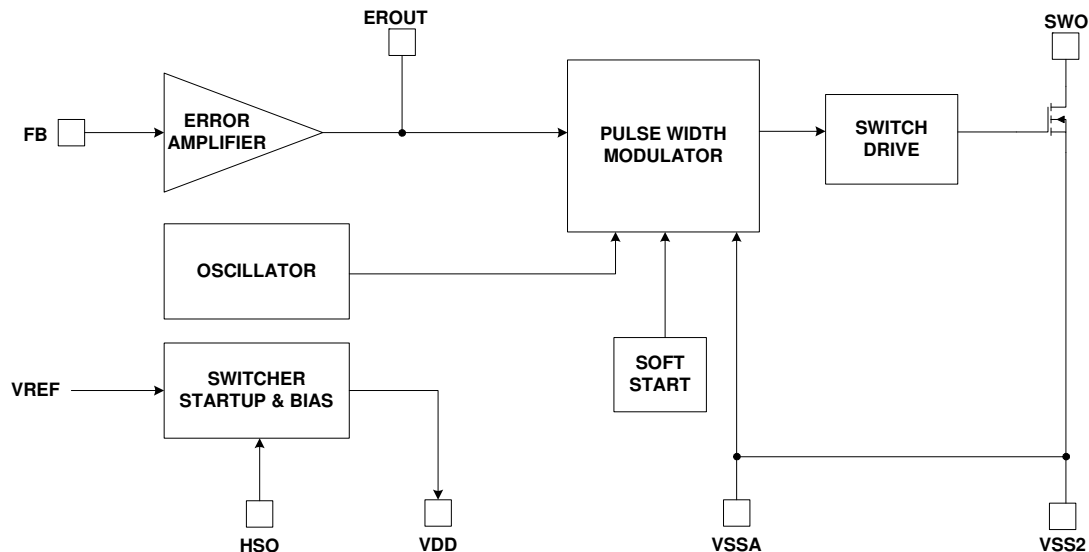 EROUT
SWO
FB
ERROR
AMPLIFIER
PULSE WIDTH
MODULATOR
SWITCH
DRIVE
OSCILLATOR
SOFT
START
VREF
SWITCHER
STARTUP & BIAS
HSO
VDD
VSSA
VSS2